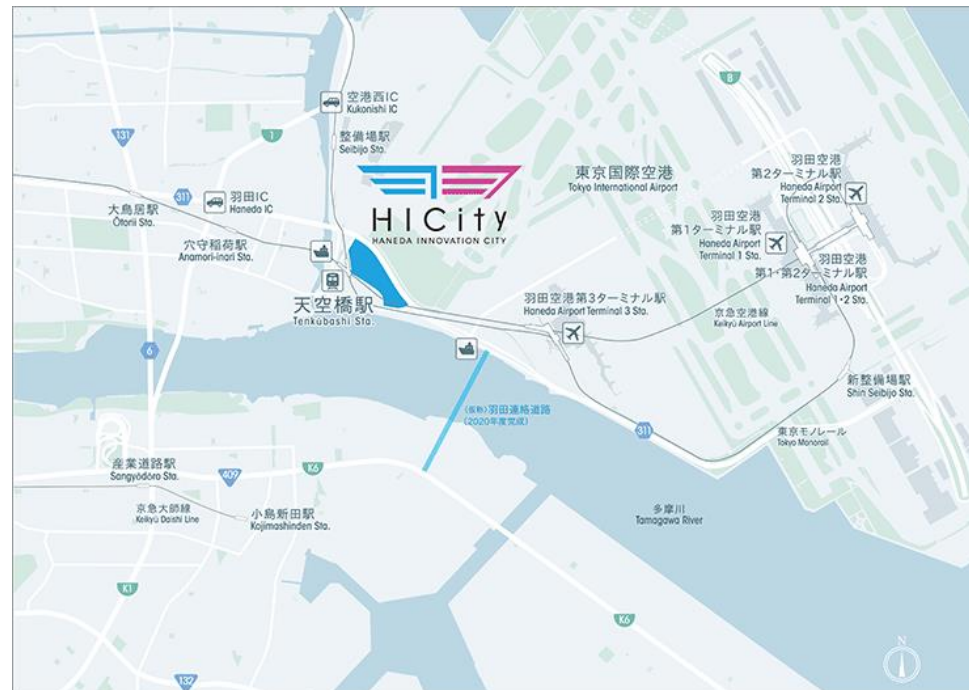 8
空港西IC
Kukonishi IC
1
131
整備場駅
Seibijo Sta.
羽田空港
第2ターミナル駅
Haneda Airport
Terminal 2 Sta.
東京国際空港
Tokyo International Airport
311
羽田IC
Haneda IC
大鳥居駅
Ōtorii Sta.
HICity
HANEDA INNOVATION CITY
羽田空港
第1ターミナル駅
Haneda Airport
Terminal 1 Sta.
穴守稲荷駅
Anamori-inari Sta.
羽田空港
第1・第2ターミナル駅
Haneda Airport
Terminal 1・2 Sta.
天空橋駅
Tenkūbashi Sta.
羽田空港第3ターミナル駅
Haneda Airport Terminal 3 Sta.
京急空港線
Keikyū Airport Line
6
新整備場駅
Shin Seibijo Sta.
〈仮称〉羽田連絡道路
(2020年度完成)
311
東京モノレール
Tokyo Monorail
産業道路駅
Sangyōdōro Sta.
409
K6
京急大師線
Keikyū Daishi Line
小島新田駅
Kojimashinden Sta.
多摩川
Tamagawa River
K1
K6
132
N